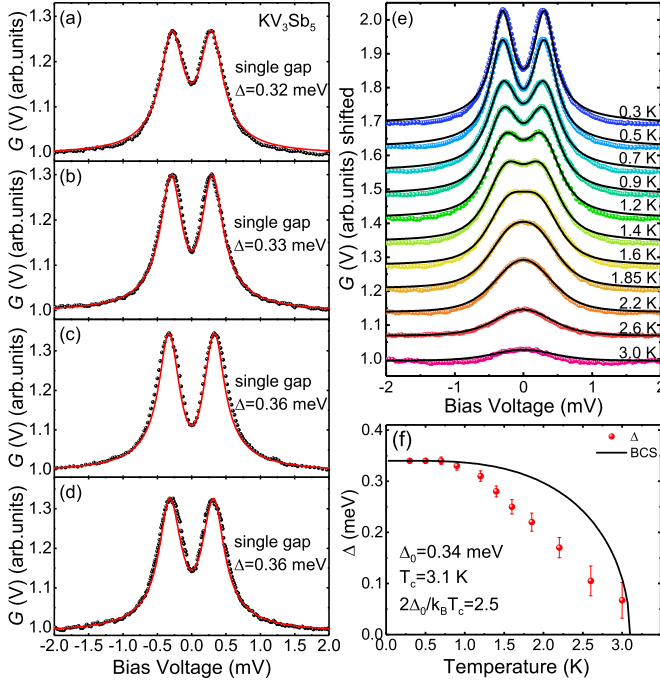 (a)
KV3Sb5
single gap
Δ=0.32 meV
G (V) (arb.units)
1.3
1.2
1.1
1.0
(b)
single gap
Δ=0.33 meV
G (V) (arb.units)
1.3
1.2
1.1
1.0
(c)
single gap
Δ=0.36 meV
G (V) (arb.units)
1.3
1.2
1.1
1.0
(d)
single gap
Δ=0.36 meV
G (V) (arb.units)
1.3
1.2
1.1
1.0
-2.0 -1.5 -1.0 -0.5 0.0 0.5 1.0 1.5 2.0
Bias Voltage (mV)
(e)
G (V) (arb.units) shifted
2.0
1.9
1.8
1.7
1.6
1.5
1.4
1.3
1.2
1.1
1.0
0.3 K
0.5 K
0.7 K
0.9 K
1.2 K
1.4 K
1.6 K
1.85 K
2.2 K
2.6 K
3.0 K
-2 -1 0 1 2
Bias Voltage (mV)
(f)
Δ
BCS
Δ (meV)
0.4
0.3
0.2
0.1
0.0
Δ0=0.34 meV
Tc=3.1 K
2Δ0/kBTc=2.5
0.0 0.5 1.0 1.5 2.0 2.5 3.0
Temperature (K)